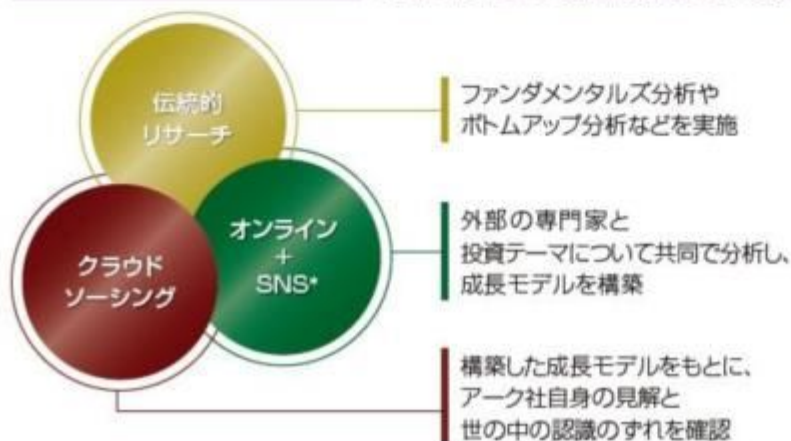 伝統的
リサーチ
ファンダメンタルズ分析や
ボトムアップ分析などを実施
オンライン
+
SNS*
外部の専門家と
投資テーマについて共同で分析し、
成長モデルを構築
クラウド
ソーシング
構築した成長モデルをもとに、
アーク社自身の見解と
世の中の認識のずれを確認